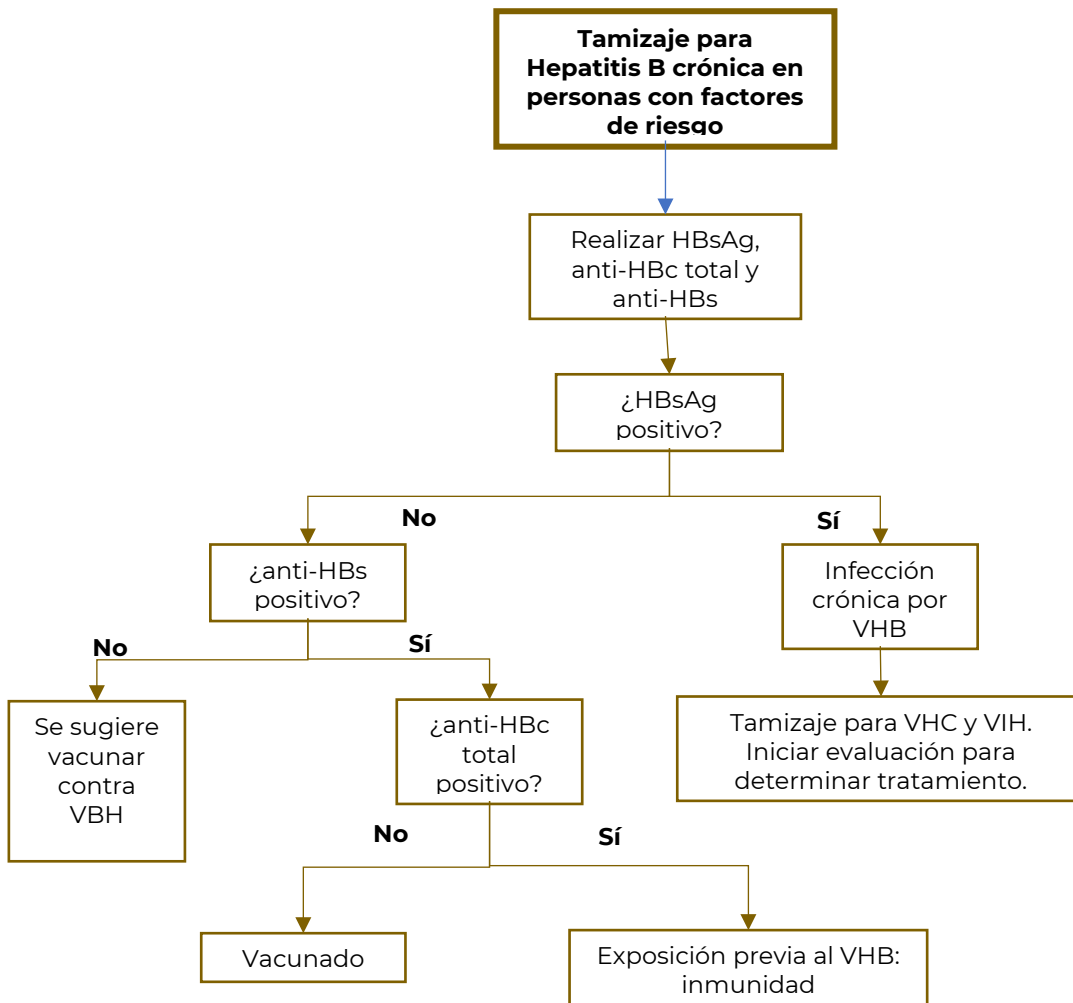 Tamizaje para
Hepatitis B crónica en
personas con factores
de riesgo
Realizar HBsAg,
anti-HBc total y
anti-HBs
¿HBsAg
positivo?
No
Sí
¿anti-HBs
positivo?
Infección
crónica por
VHB
No
Sí
Se sugiere
vacunar
contra
VBH
¿anti-HBc
total
positivo?
Tamizaje para VHC y VIH.
Iniciar evaluación para
determinar tratamiento.
No
Sí
Vacunado
Exposición previa al VHB:
inmunidad